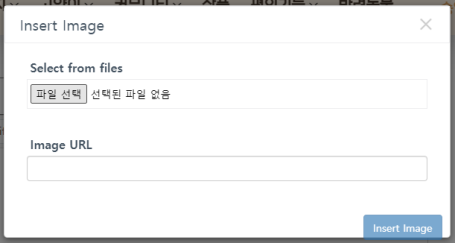 Insert Image
×
Select from files
파일 선택 선택된 파일 없음
Image URL
Insert Image